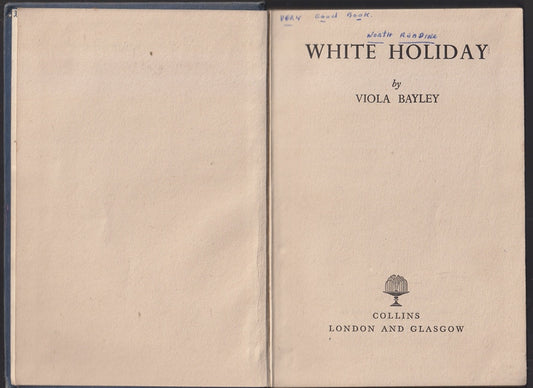 VERY Good Book.
WORTH READING
WHITE HOLIDAY
by
VIOLA BAYLEY
COLLINS
LONDON AND GLASGOW